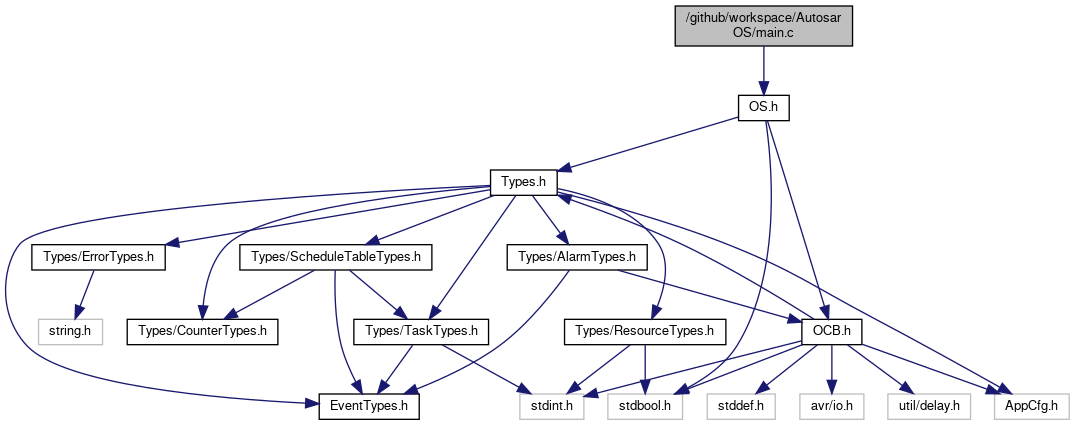 /github/workspace/Autosar
OS/main.c
OS.h
Types.h
Types/ErrorTypes.h
Types/ScheduleTableTypes.h
Types/AlarmTypes.h
string.h
Types/CounterTypes.h
Types/TaskTypes.h
Types/ResourceTypes.h
OCB.h
EventTypes.h
stdint.h
stdbool.h
stddef.h
avr/io.h
util/delay.h
AppCfg.h